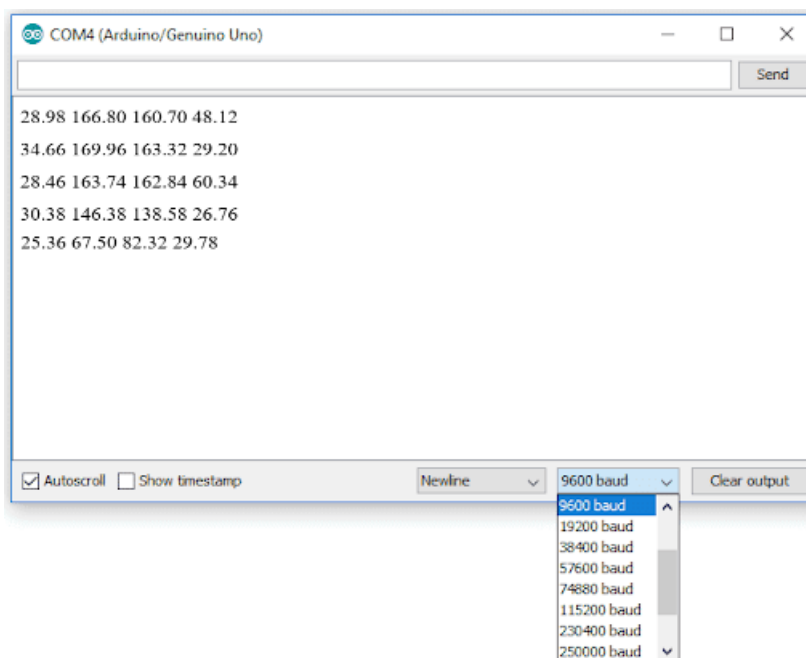 COM4 (Arduino/Genuino Uno)
Send
28.98 166.80 160.70 48.12
34.66 169.96 163.32 29.20
28.46 163.74 162.84 60.34
30.38 146.38 138.58 26.76
25.36 67.50 82.32 29.78
Autoscroll Show timestamp Newline 9600 baud Clear output
9600 baud
19200 baud
38400 baud
57600 baud
74880 baud
115200 baud
230400 baud
250000 baud